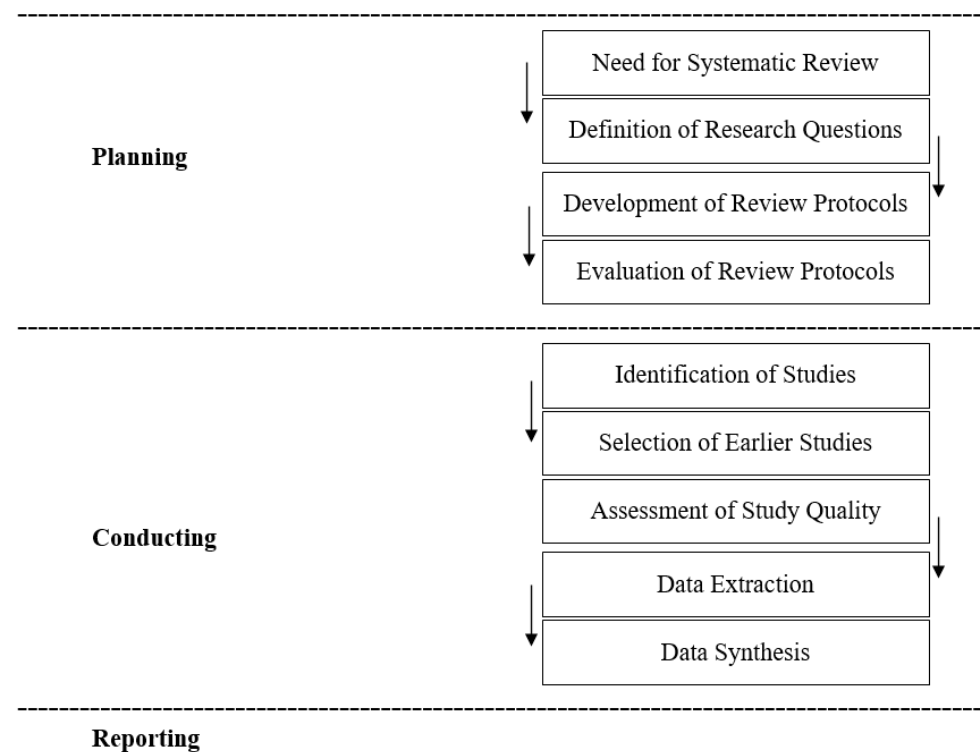 Need for Systematic Review
Definition of Research Questions
Planning
Development of Review Protocols
Evaluation of Review Protocols
Identification of Studies
Selection of Earlier Studies
Assessment of Study Quality
Conducting
Data Extraction
Data Synthesis
Reporting